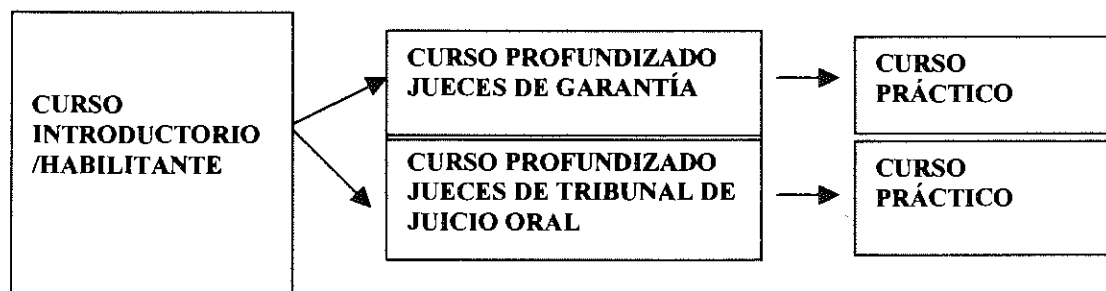 CURSO
INTRODUCTORIO
/HABILITANTE
CURSO PROFUNDIZADO
JUECES DE GARANTÍA
CURSO
PRÁCTICO
CURSO PROFUNDIZADO
JUECES DE TRIBUNAL DE
JUICIO ORAL
CURSO
PRÁCTICO